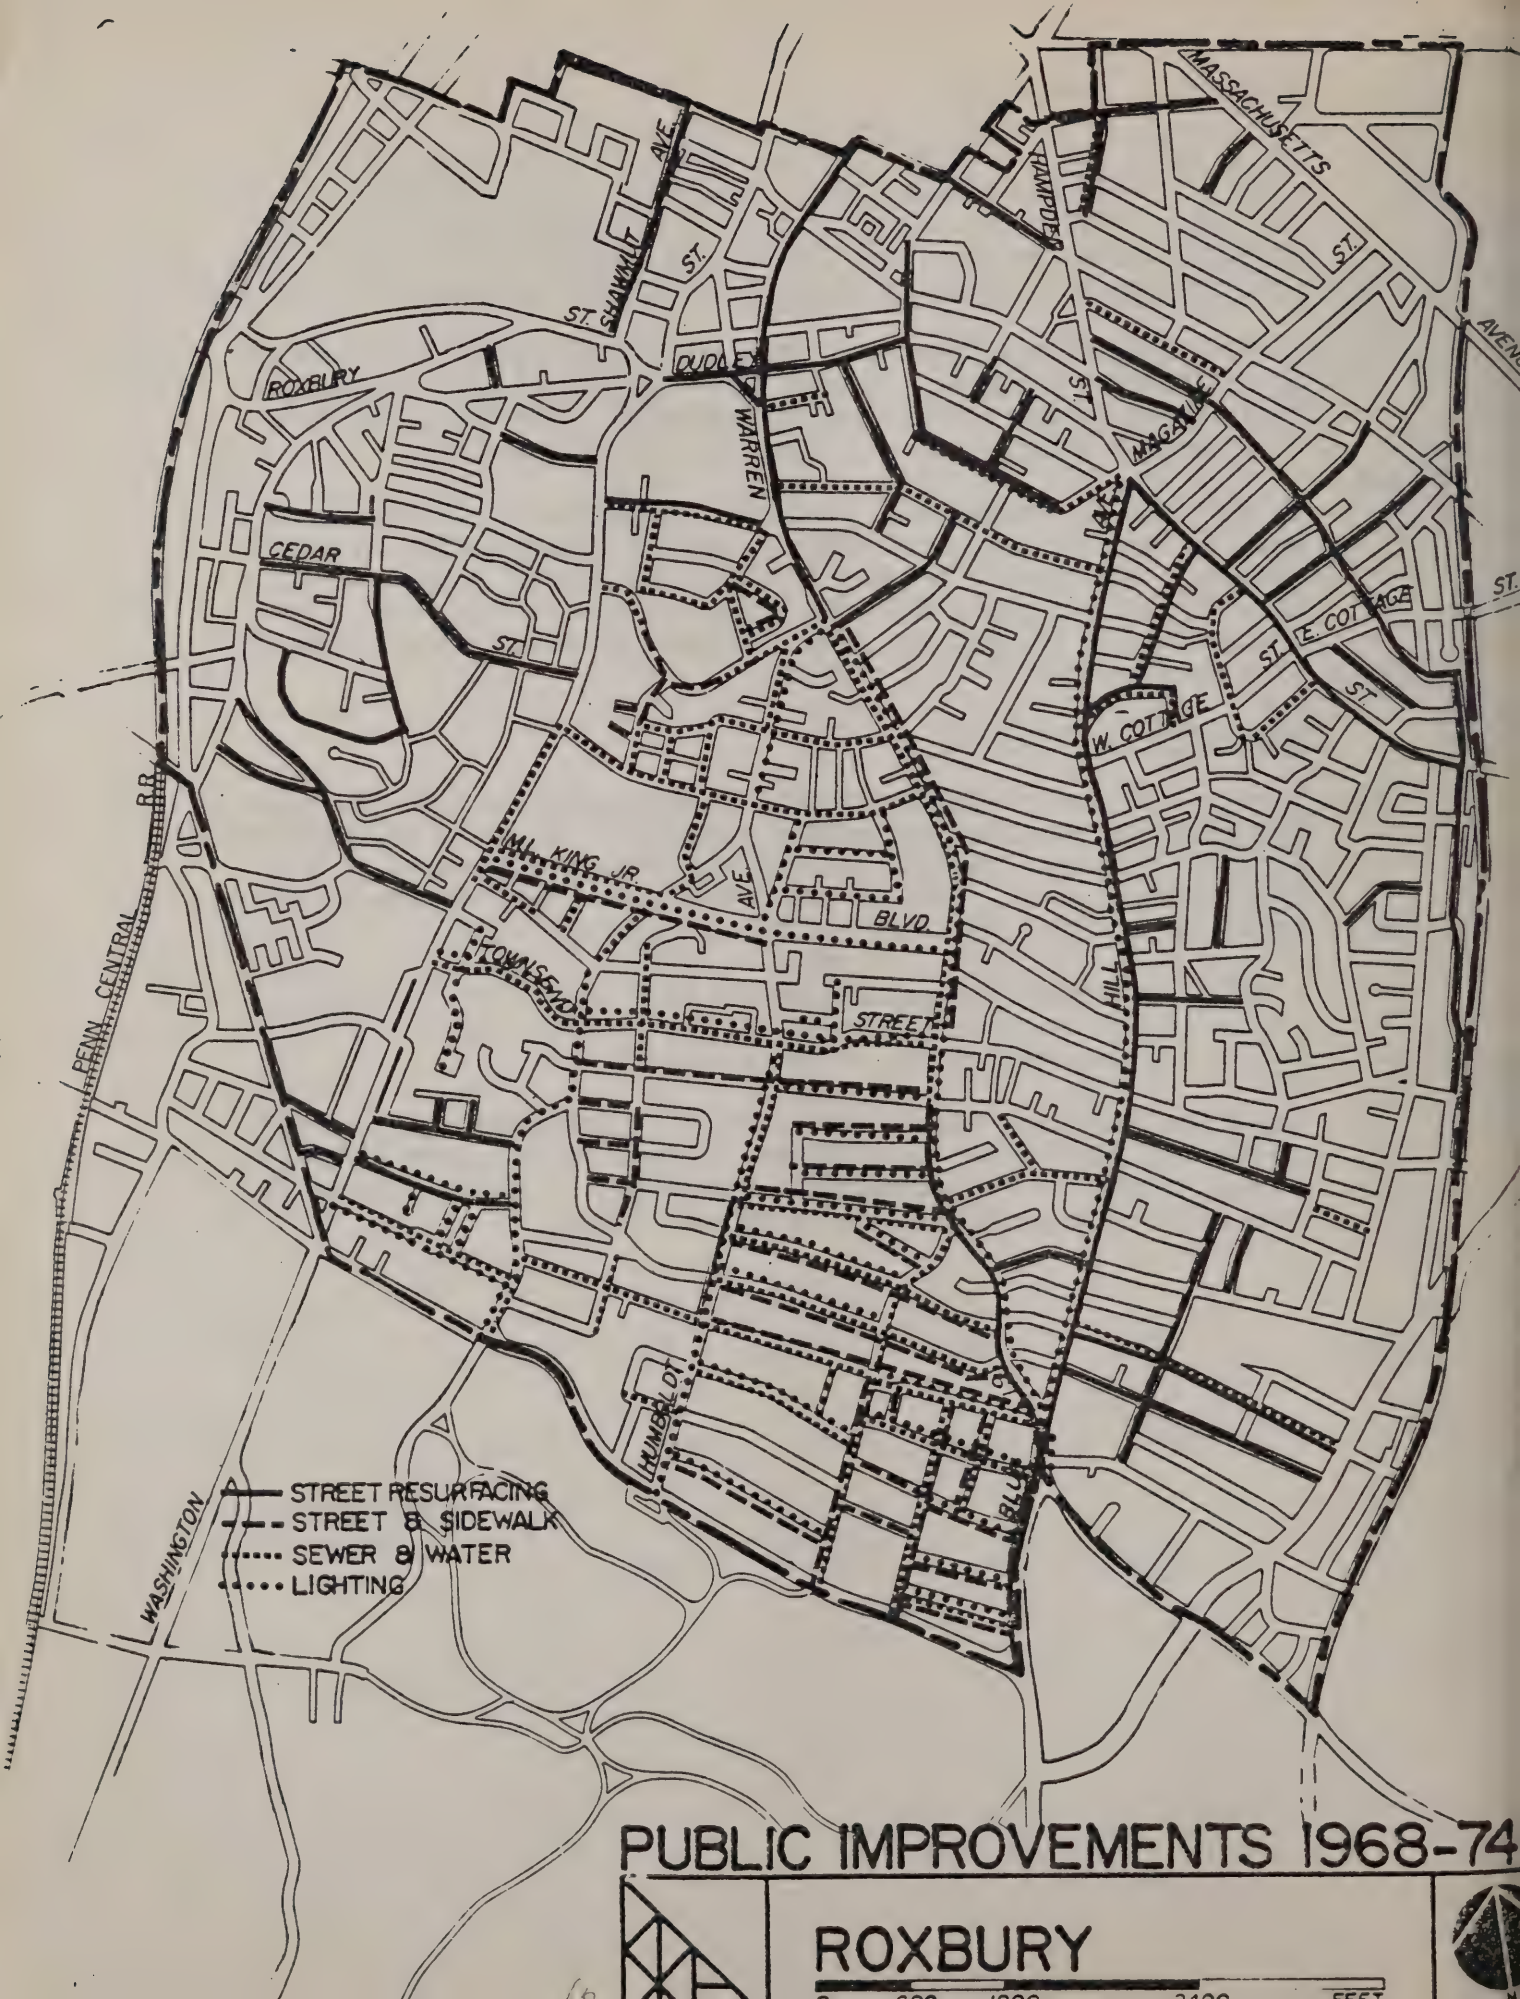 MASSACHUSETTS
AVE.
HAMPDEN
ST.
ST.
SHAWMUT
ST.
AVENUE
DUDLEY
ROXBURY
ST.
MAGAZINE
WARREN
CEDAR
ST.
E. COTTAGE
ST.
ST.
ST.
W. COTTAGE
R.R.
M.L. KING JR.
AVE.
BLVD.
PENN CENTRAL
TOWNSEND
HILL
STREET
HUMBOLDT
BLUE
WASHINGTON
STREET RESURFACING
STREET & SIDEWALK
SEWER & WATER
LIGHTING
PUBLIC IMPROVEMENTS 1968-74
ROXBURY
FEET